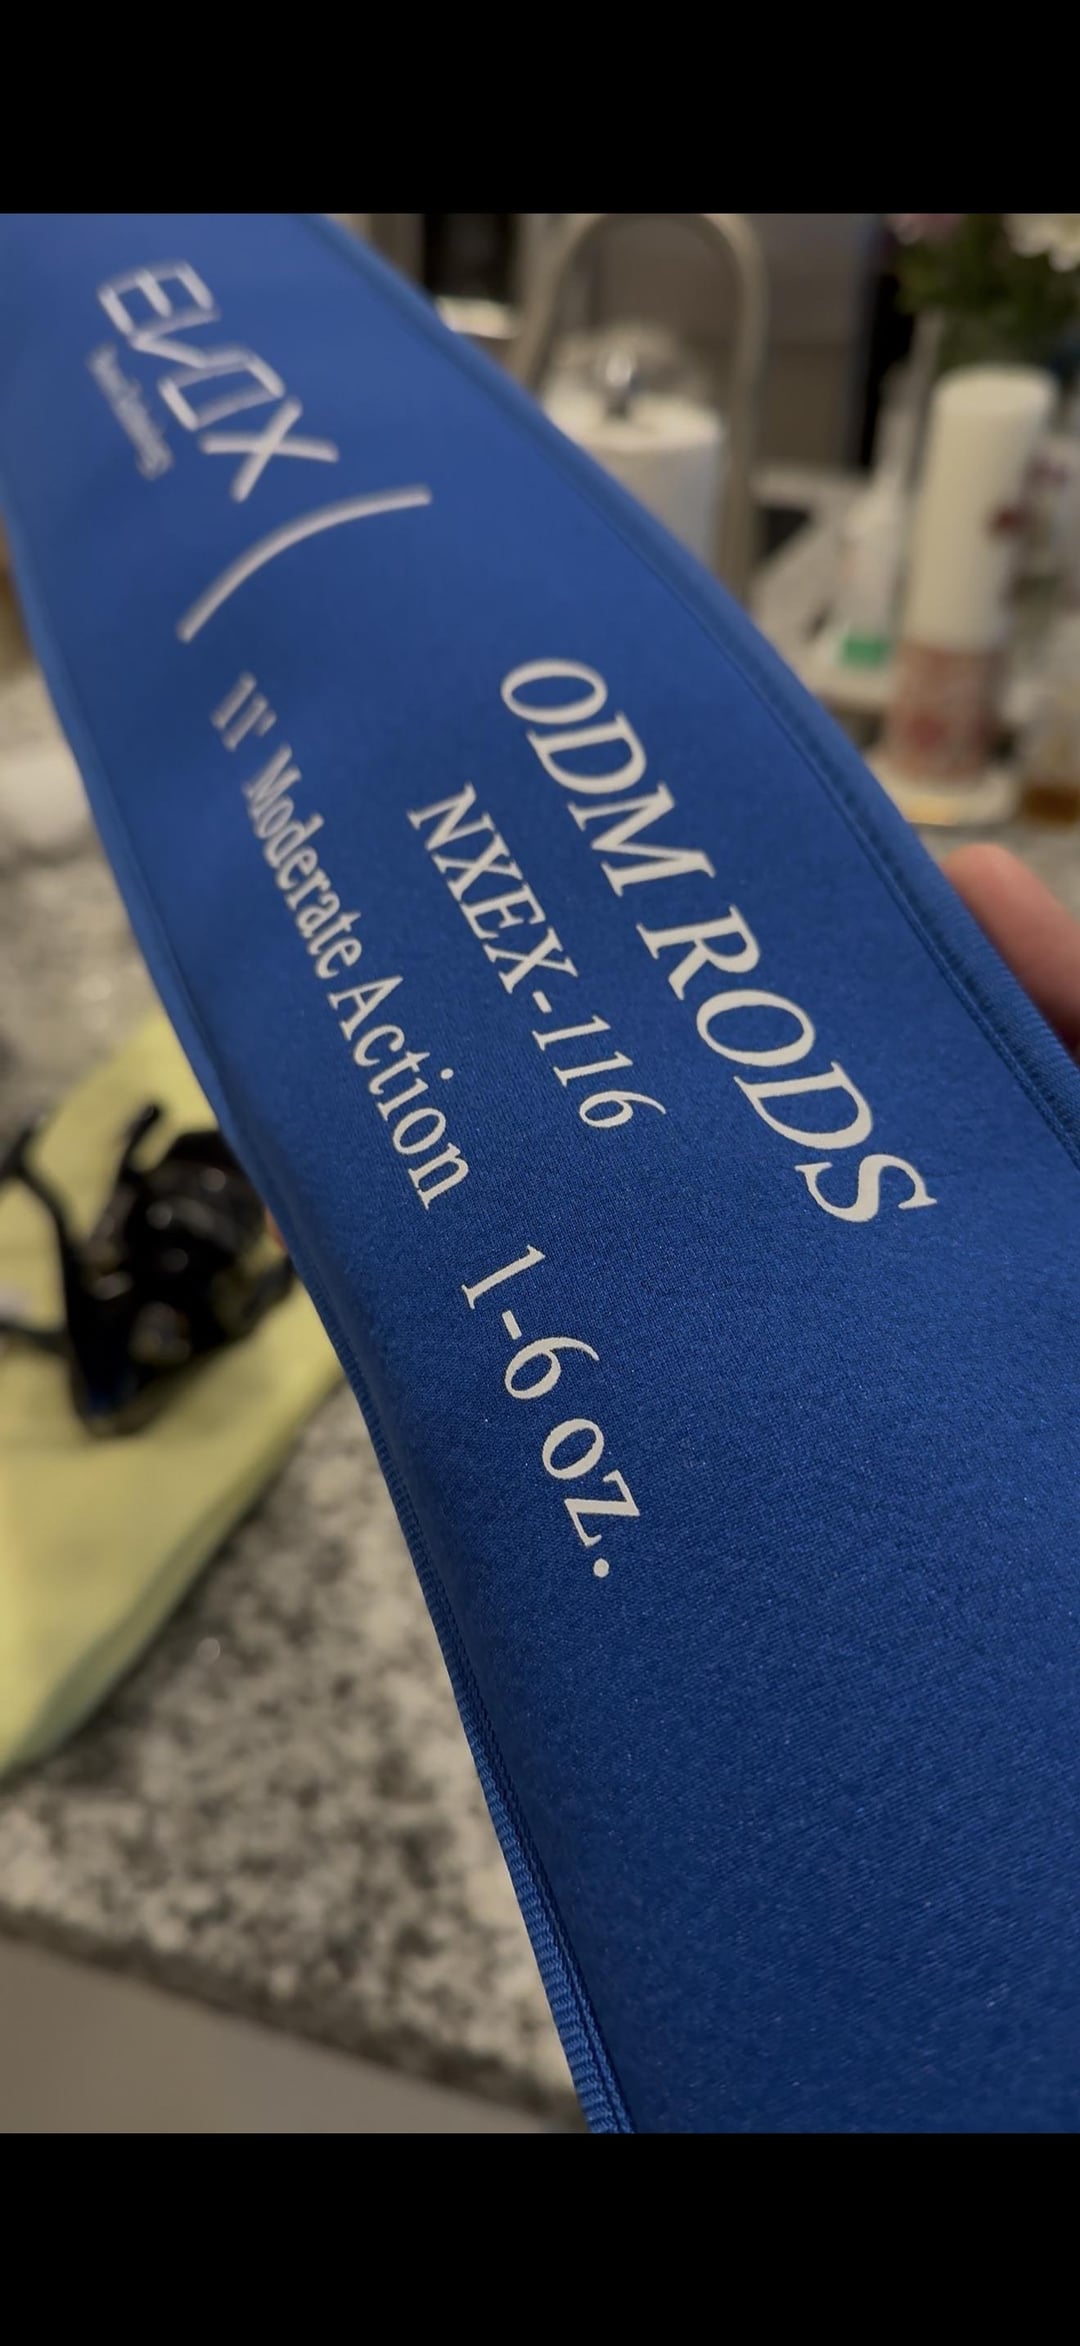 EVOX
ODM RODS
NXEX-116
11' Moderate Action 1-6 oz.